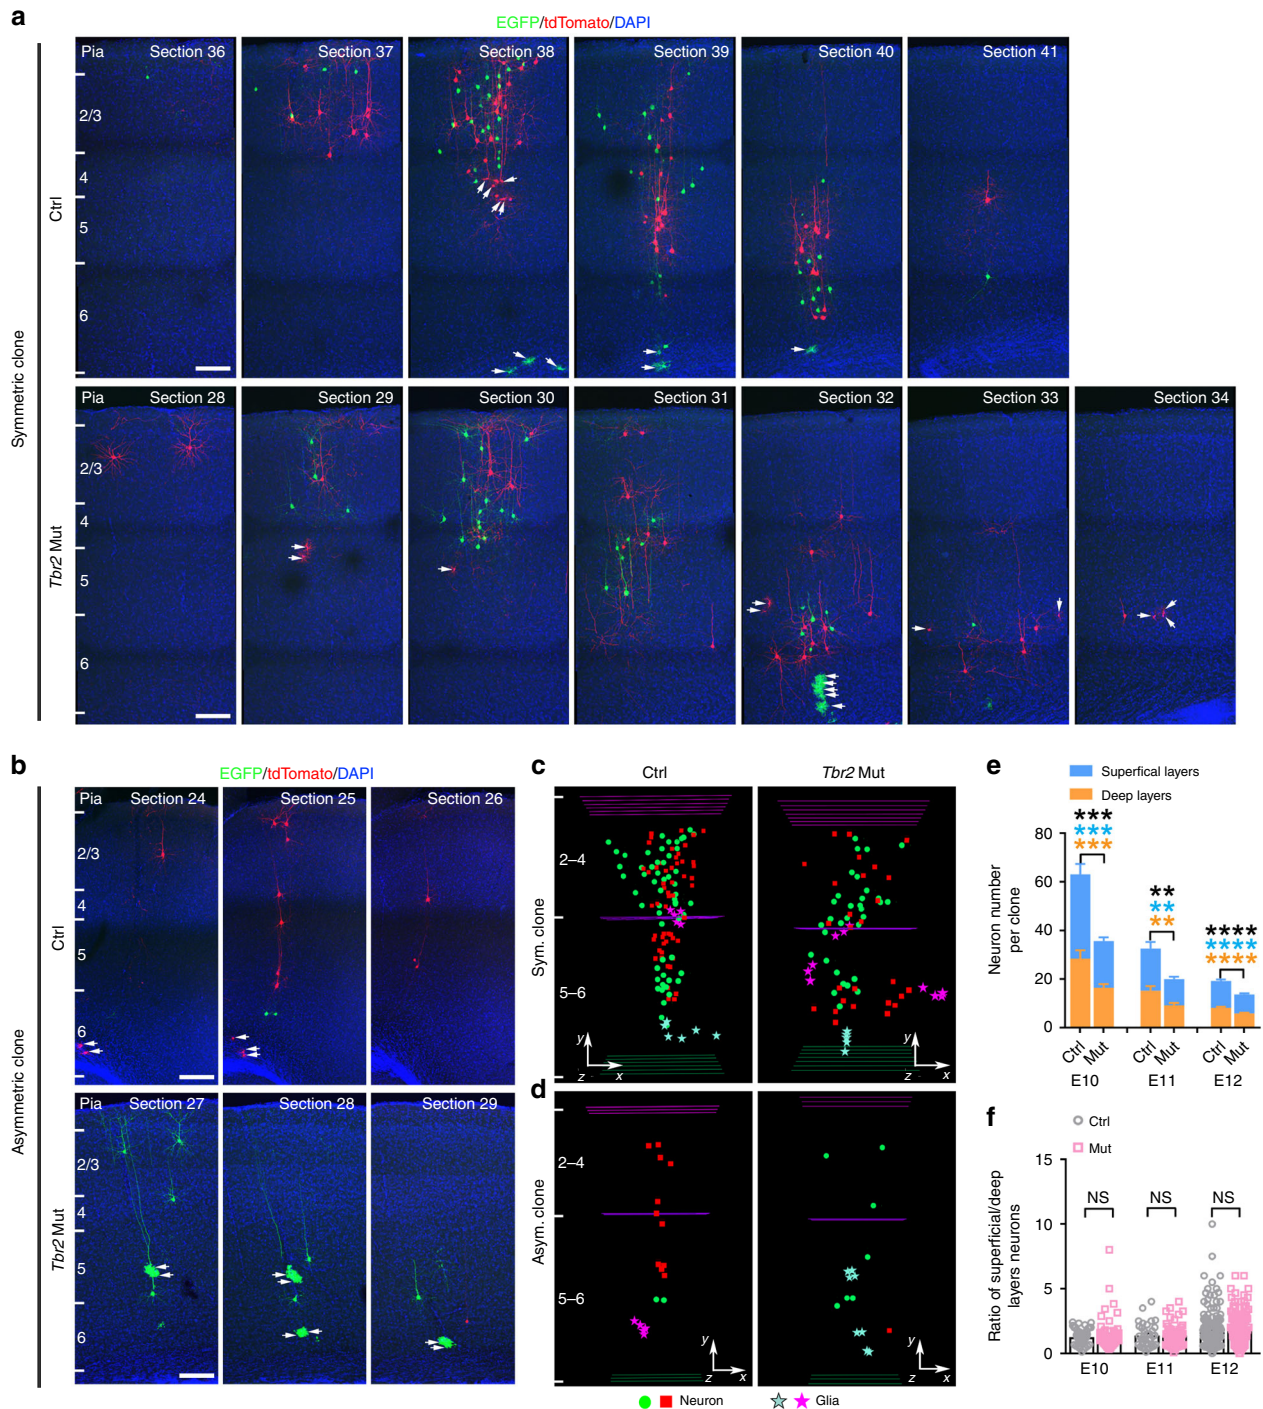 a
EGFP/tdTomato/DAPI
Symmetric clone
Ctrl
Pia
Section 36
Section 37
Section 38
Section 39
Section 40
Section 41
2/3
4
5
6
Tbr2 Mut
Pia
Section 28
Section 29
Section 30
Section 31
Section 32
Section 33
Section 34
2/3
4
5
6
b
EGFP/tdTomato/DAPI
Asymmetric clone
Ctrl
Pia
Section 24
Section 25
Section 26
2/3
4
5
6
Tbr2 Mut
Pia
Section 27
Section 28
Section 29
2/3
4
5
6
c
Ctrl
Tbr2 Mut
Sym. clone
2–4
5–6
y
z
x
y
z
x
d
Asym. clone
2–4
5–6
y
z
x
y
z
x
Neuron
Glia
e
Superfical layers
Deep layers
Neuron number
per clone
80
60
40
20
0
***
***
***
**
**
**
****
****
****
Ctrl
Mut
Ctrl
Mut
Ctrl
Mut
E10
E11
E12
f
Ctrl
Mut
Ratio of superficial/deep
layers neurons
15
10
5
0
NS
NS
NS
E10
E11
E12